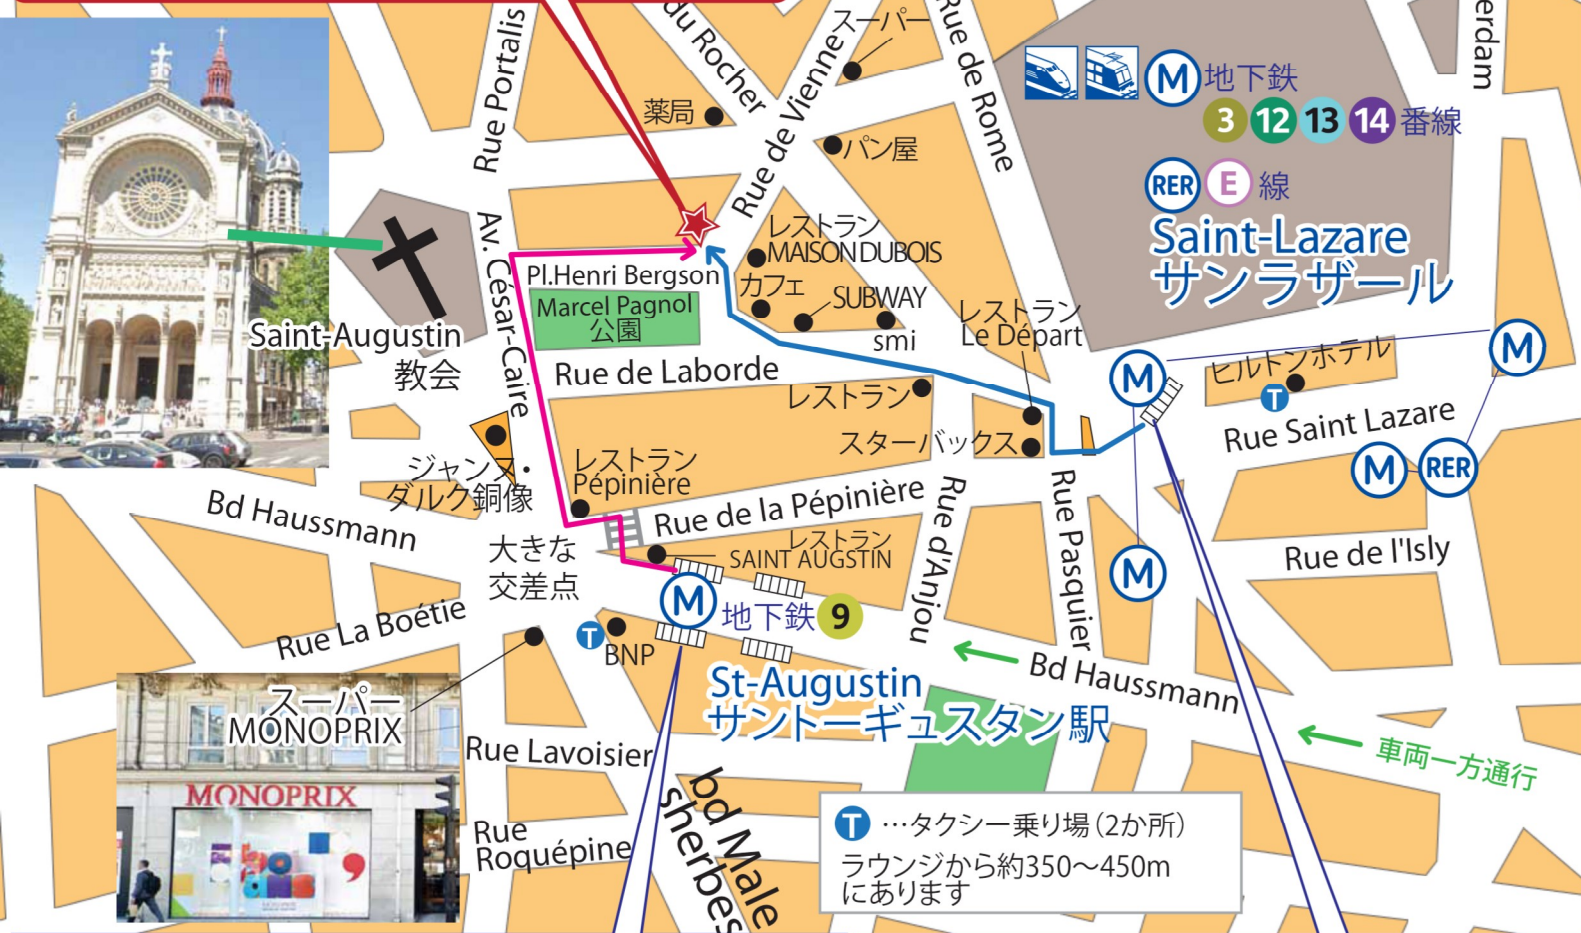 Rue Portalis
du Rocher
スーパー
Rue de Vienne
Rue de Rome
erdam
M 地下鉄
3 12 13 14 番線
RER E 線
Saint-Lazare
サンラザール
薬局
パン屋
レストラン
MAISON DUBOIS
カフェ
SUBWAY
smi
レストラン
Le Départ
Av. César-Caire
Pl.Henri Bergson
Marcel Pagnol
公園
Saint-Augustin
教会
Rue de Laborde
レストラン
スターバックス
M
M
ヒルトンホテル
T
Rue Saint Lazare
M RER
ジャンヌ・
ダルク銅像
レストラン
Pépinière
Bd Haussmann
大きな
交差点
Rue de la Pépinière
レストラン
SAINT AUGSTIN
Rue d'Anjou
Rue Pasquier
Rue de l'Isly
M
M 地下鉄 9
T
BNP
Rue La Boétie
St-Augustin
サントーギュスタン駅
Bd Haussmann
車両一方通行
スーパー
MONOPRIX
MONOPRIX
Rue Lavoisier
Rue
Roquépine
bd Male
sherbes
T …タクシー乗り場（2か所）
ラウンジから約350～450m
にあります